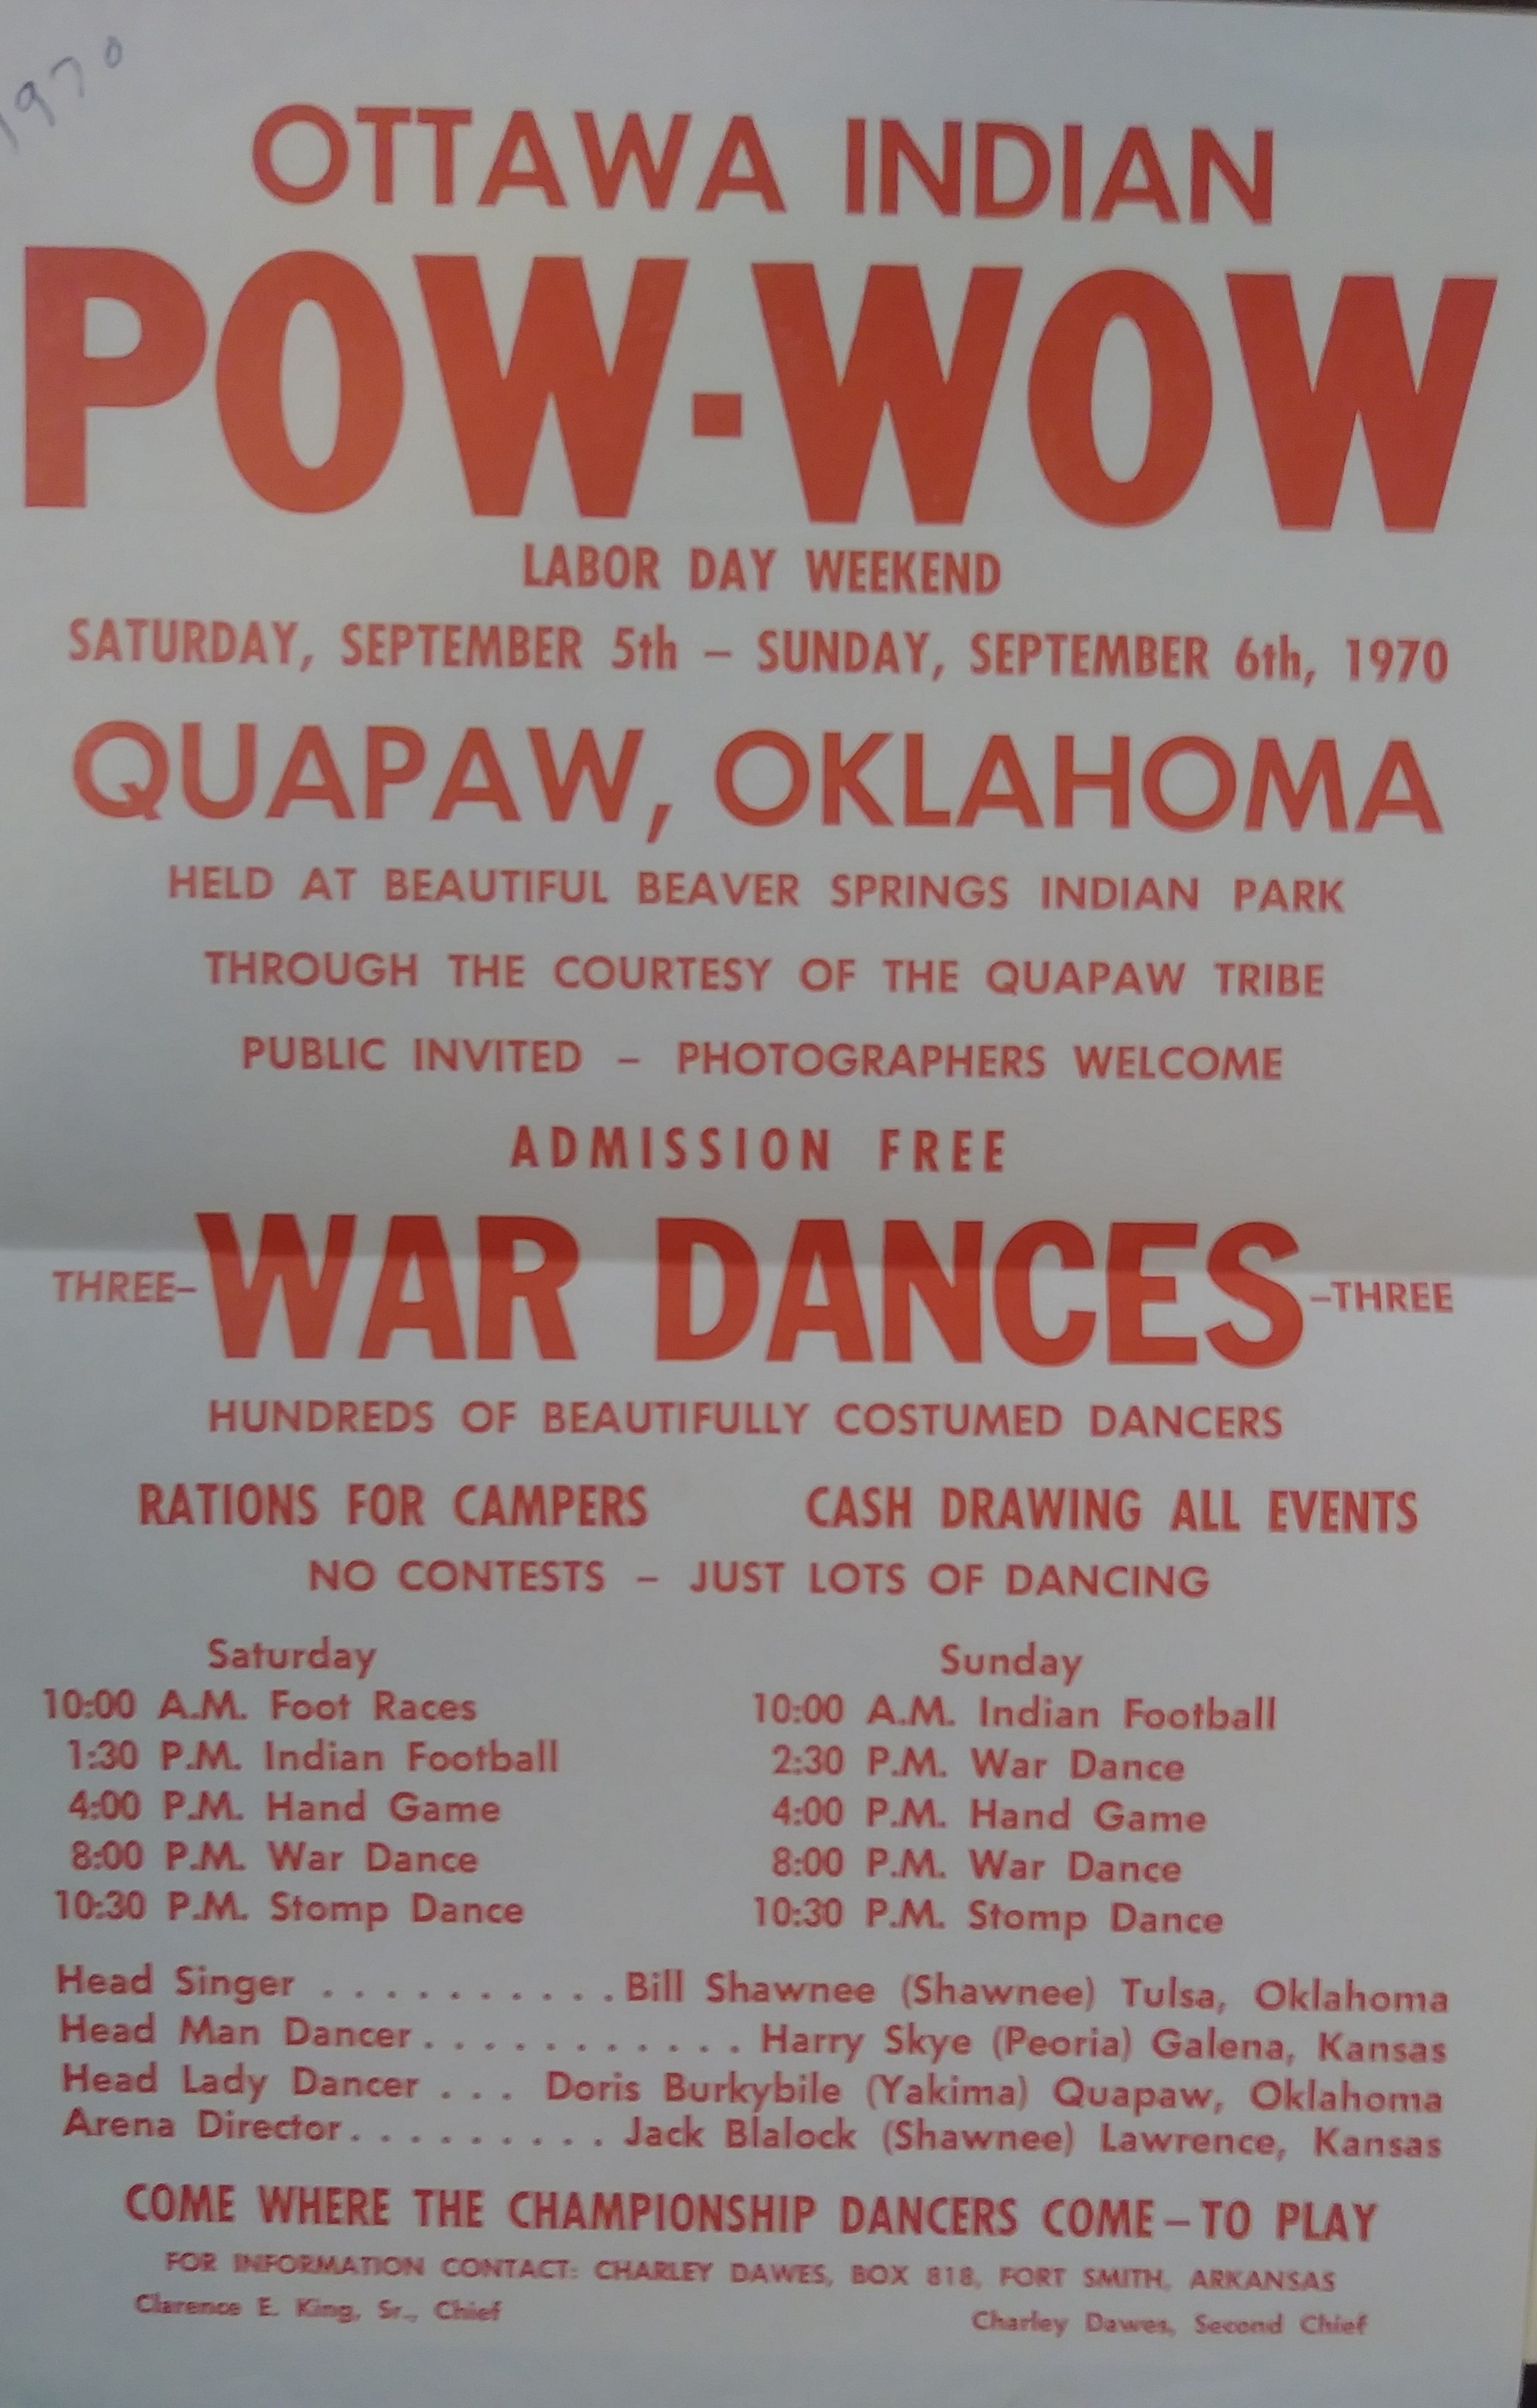 1970
OTTAWA INDIAN
POW-WOW
LABOR DAY WEEKEND
SATURDAY, SEPTEMBER 5th – SUNDAY, SEPTEMBER 6th, 1970
QUAPAW, OKLAHOMA
HELD AT BEAUTIFUL BEAVER SPRINGS INDIAN PARK
THROUGH THE COURTESY OF THE QUAPAW TRIBE
PUBLIC INVITED – PHOTOGRAPHERS WELCOME
ADMISSION FREE
THREE– WAR DANCES –THREE
HUNDREDS OF BEAUTIFULLY COSTUMED DANCERS
RATIONS FOR CAMPERS CASH DRAWING ALL EVENTS
NO CONTESTS – JUST LOTS OF DANCING
Saturday
10:00 A.M. Foot Races
1:30 P.M. Indian Football
4:00 P.M. Hand Game
8:00 P.M. War Dance
10:30 P.M. Stomp Dance
Sunday
10:00 A.M. Indian Football
2:30 P.M. War Dance
4:00 P.M. Hand Game
8:00 P.M. War Dance
10:30 P.M. Stomp Dance
Head Singer . . . . . . . . . . Bill Shawnee (Shawnee) Tulsa, Oklahoma
Head Man Dancer . . . . . . . . . . . Harry Skye (Peoria) Galena, Kansas
Head Lady Dancer . . . Doris Burkybile (Yakima) Quapaw, Oklahoma
Arena Director . . . . . . . . . Jack Blalock (Shawnee) Lawrence, Kansas
COME WHERE THE CHAMPIONSHIP DANCERS COME – TO PLAY
FOR INFORMATION CONTACT: CHARLEY DAWES, BOX 818, FORT SMITH, ARKANSAS
Clarence E. King, Sr., Chief Charley Dawes, Second Chief